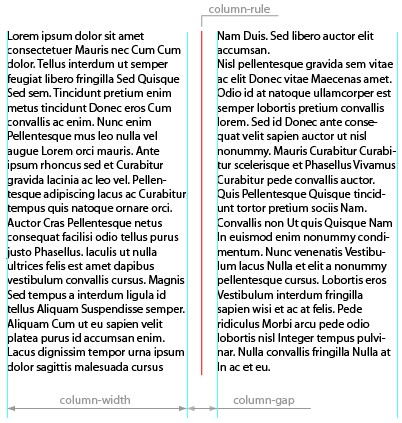 column-rule
Lorem ipsum dolor sit amet
consectetuer Mauris nec Cum Cum
dolor. Tellus interdum ut semper
feugiat libero fringilla Sed Quisque
Sed sem. Tincidunt pretium enim
metus tincidunt Donec eros Cum
convallis ac enim. Nunc enim
Pellentesque mus leo nulla vel
augue Lorem orci mauris. Ante
ipsum rhoncus sed et Curabitur
gravida lacinia ac leo vel. Pellen-
tesque adipiscing lacus ac Curabitur
tempus quis natoque ornare orci.
Auctor Cras Pellentesque netus
consequat facilisi odio tellus purus
justo Phasellus. Iaculis ut nulla
ultrices felis est amet dapibus
vestibulum convallis cursus. Magnis
Sed tempus a interdum ligula id
tellus Aliquam Suspendisse semper.
Aliquam Cum ut eu sapien velit
platea purus id accumsan enim.
Lacus dignissim tempor urna ipsum
dolor sagittis malesuada cursus
Nam Duis. Sed libero auctor elit
accumsan.
Nisl pellentesque gravida sem vitae
ac elit Donec vitae Maecenas amet.
Odio id at natoque ullamcorper est
semper lobortis pretium convallis
lorem. Sed id Donec ante conse-
quat velit sapien auctor ut nisl
nonummy. Mauris Curabitur Curabi-
tur scelerisque et Phasellus Vivamus
Curabitur pede convallis auctor.
Quis Pellentesque Quisque tincid-
unt tortor pretium sociis Nam.
Convallis non Ut quis Quisque Nam
In euismod enim nonummy condi-
mentum. Nunc venenatis Vestibu-
lum lacus Nulla et elit a nonummy
pellentesque cursus. Lobortis eros
Vestibulum interdum fringilla
sapien wisi et ac at felis. Pede
ridiculus Morbi arcu pede odio
lobortis nisl Integer tempus pulvi-
nar. Nulla convallis fringilla Nulla at
In ac et eu.
column-width
column-gap